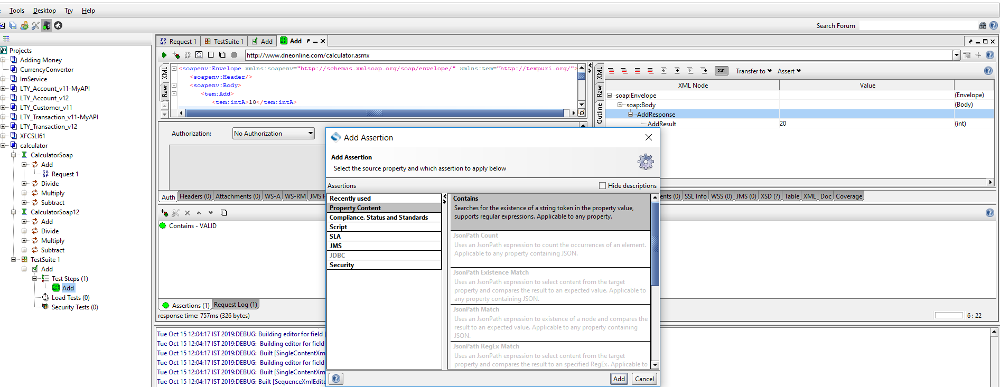 Tools Desktop Try Help
Search Forum
Projects
Adding Money
CurrencyConvertor
IrnService
LTY_Account_v11-MyAPI
LTY_Account_v12
LTY_Customer_v11
LTY_Transaction_v11-MyAPI
LTY_Transaction_v12
XFCSLI61
calculator
CalculatorSoap
Add
Request 1
Divide
Multiply
Subtract
CalculatorSoap12
Add
Divide
Multiply
Subtract
TestSuite 1
Add
Test Steps (1)
Add
Load Tests (0)
Security Tests (0)
Request 1 TestSuite 1 Add Add
http://www.dneonline.com/calculator.asmx
XML
Raw
<soapenv:Envelope xmlns:soapenv="http://schemas.xmlsoap.org/soap/envelope/" xmlns:tem="http://tempuri.org/">
<soapenv:Header/>
<soapenv:Body>
<tem:Add>
<tem:intA>10</tem:intA>
Authorization: No Authorization
Auth Headers (0) Attachments (0) WS-A WS-RM JMS H
Contains - VALID
Assertions (1) Request Log (1)
response time: 757ms (326 bytes)
XML
Raw
Outline
Transfer to Assert
XML Node Value
soap:Envelope (Envelope)
soap:Body (Body)
AddResponse
AddResult 20 (int)
ents (0) SSL Info WSS (0) JMS (0) XSD (?) Table XML Doc Coverage
6 : 22
Add Assertion
Add Assertion
Select the source property and which assertion to apply below
Assertions Hide descriptions
Recently used
Property Content
Compliance, Status and Standards
Script
SLA
JMS
JDBC
Security
Contains
Searches for the existence of a string token in the property value,
supports regular expressions. Applicable to any property.
JsonPath Count
Uses an JsonPath expression to count the occurrences of an element.
Applicable to any property containing JSON.
JsonPath Existence Match
Uses an JsonPath expression to select content from the target
property and compares the result to an expected value. Applicable to
any property containing JSON.
JsonPath Match
Uses an JsonPath expression to existence of a node and compares the
result to an expected value. Applicable to any property containing
JSON.
JsonPath RegEx Match
Uses an JsonPath expression to select content from the target
property and compares the result to an specified RegEx. Applicable to
Add Cancel
Tue Oct 15 12:04:17 IST 2019:DEBUG: Building editor for field [
Tue Oct 15 12:04:17 IST 2019:DEBUG: Building editor for field
Tue Oct 15 12:04:17 IST 2019:DEBUG: Built [SingleContentXm
Tue Oct 15 12:04:17 IST 2019:DEBUG: Building editor for field
Tue Oct 15 12:04:17 IST 2019:DEBUG: Built [SingleContentXm
Tue Oct 15 12:04:17 IST 2019:DEBUG: Built [SequenceXmlEdito